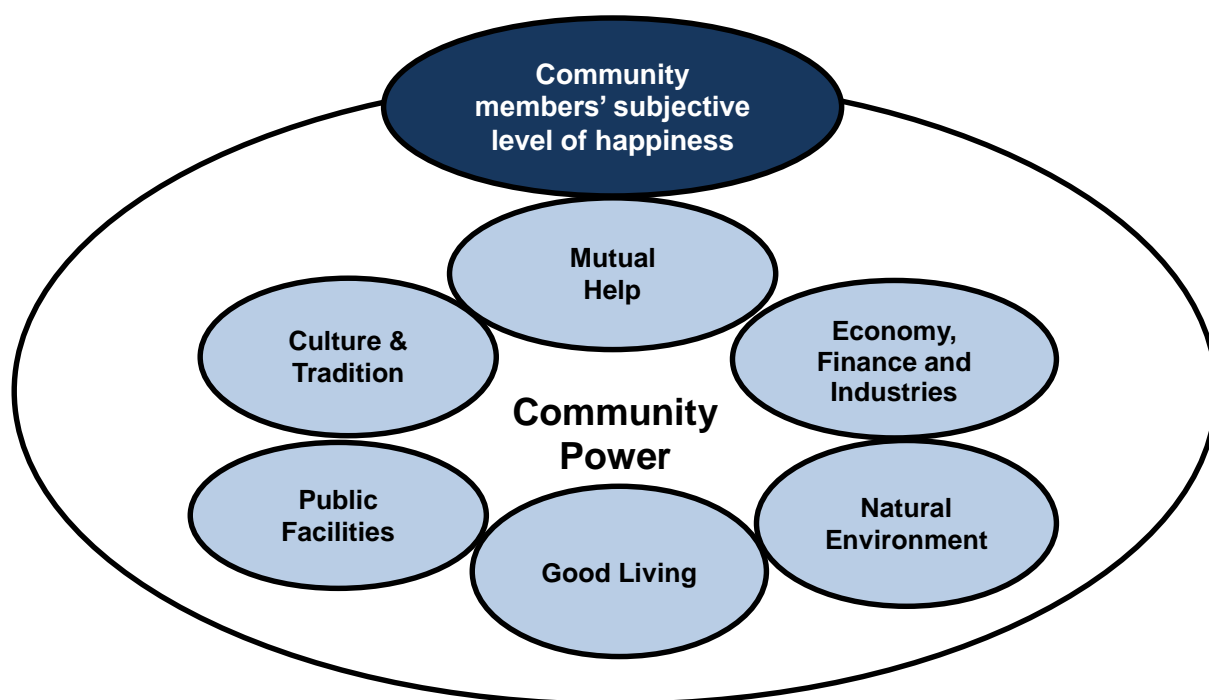 Community
members’ subjective
level of happiness
Mutual
Help
Culture &
Tradition
Economy,
Finance and
Industries
Community
Power
Public
Facilities
Natural
Environment
Good Living